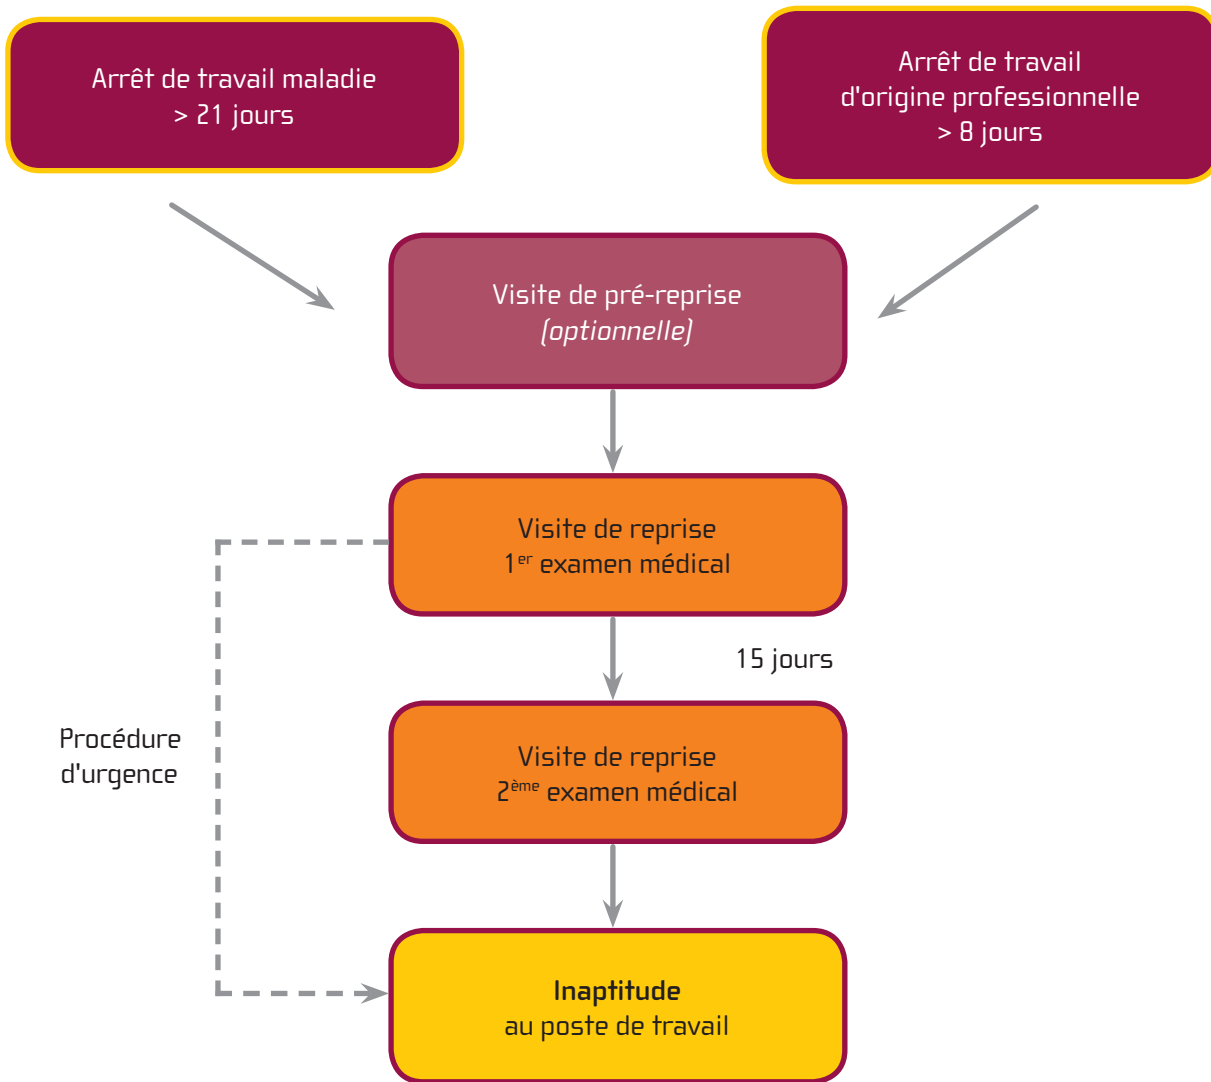 Arrêt de travail maladie
> 21 jours
Arrêt de travail
d'origine professionnelle
> 8 jours
Visite de pré-reprise
(optionnelle)
Visite de reprise
1er examen médical
15 jours
Procédure
d'urgence
Visite de reprise
2ème examen médical
Inaptitude
au poste de travail